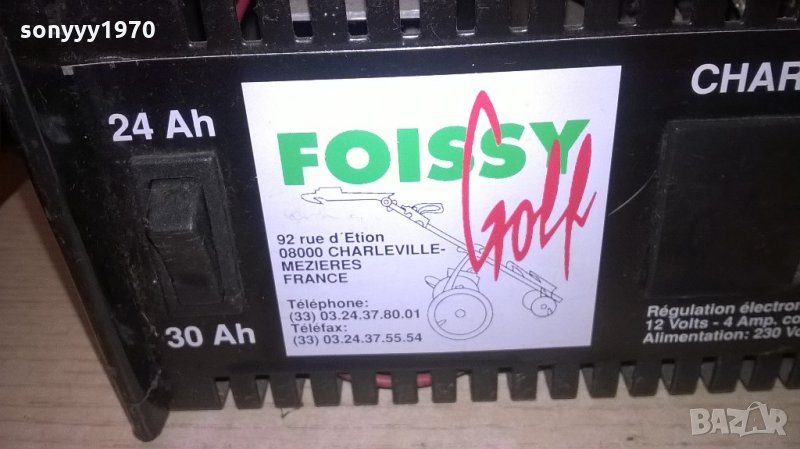 sonyyy1970
24 Ah
30 Ah
FOISSY
Golf
92 rue d'Etion
08000 CHARLEVILLE-
MEZIERES
FRANCE
Téléphone:
(33) 03.24.37.80.01
Téléfax:
(33) 03.24.37.55.54
CHAR
Régulation électron
12 Volts - 4 Amp. co
Alimentation: 230 Vo
BAZAR